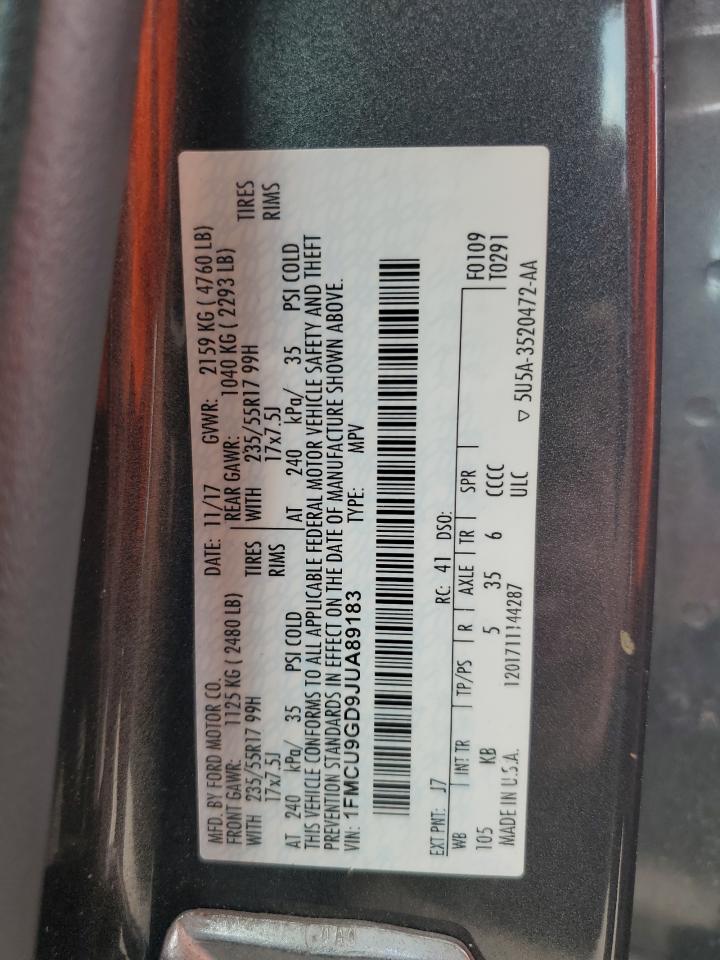 MFD. BY FORD MOTOR CO.
DATE: 11/17 GVWR: 2159 KG ( 4760 LB)
FRONT GAWR: 1125 KG ( 2480 LB) REAR GAWR: 1040 KG ( 2293 LB)
WITH 235/55R17 99H TIRES WITH 235/55R17 99H TIRES
17x7.5J RIMS 17x7.5J RIMS
AT 240 kPa/ 35 PSI COLD AT 240 kPa/ 35 PSI COLD
THIS VEHICLE CONFORMS TO ALL APPLICABLE FEDERAL MOTOR VEHICLE SAFETY AND THEFT
PREVENTION STANDARDS IN EFFECT ON THE DATE OF MANUFACTURE SHOWN ABOVE.
VIN: 1FMCU9GD9JUA89183 TYPE: MPV
EXT PNT: J7 RC: 41 DSO: F0109
WB INT TR TP/PS R AXLE TR SPR T0291
105 KB 5 35 6 CCCC
MADE IN U.S.A. 1201711144287 ULC ▽ 5U5A-3520472-AA